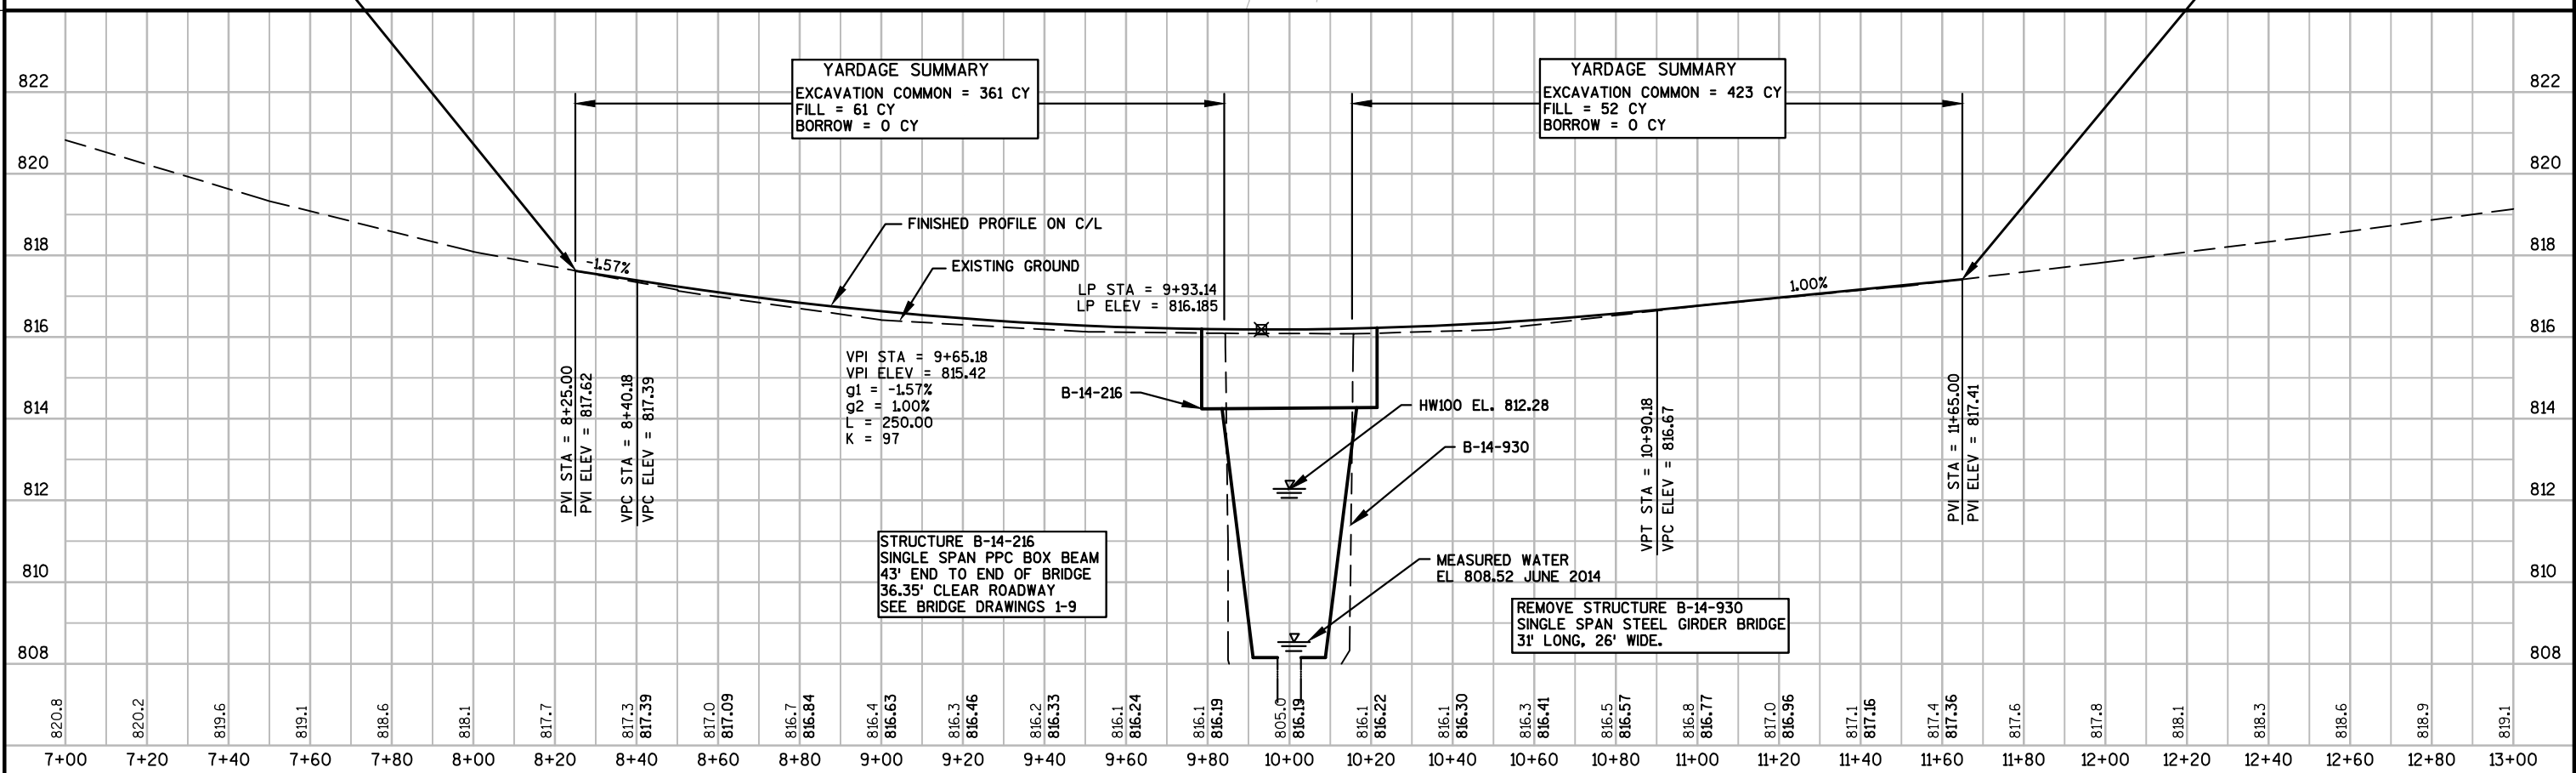 YARDAGE SUMMARY
EXCAVATION COMMON = 361 CY
FILL = 61 CY
BORROW = 0 CY
YARDAGE SUMMARY
EXCAVATION COMMON = 423 CY
FILL = 52 CY
BORROW = 0 CY
822
822
820
820
818
818
816
816
814
814
812
812
810
810
808
808
FINISHED PROFILE ON C/L
EXISTING GROUND
-1.57%
1.00%
LP STA = 9+93.14
LP ELEV = 816.185
VPI STA = 9+65.18
VPI ELEV = 815.42
g1 = -1.57%
g2 = 1.00%
L = 250.00
K = 97
PVI STA = 8+25.00
PVI ELEV = 817.62
VPC STA = 8+40.18
VPC ELEV = 817.39
B-14-216
HW100 EL. 812.28
B-14-930
VPT STA = 10+90.18
VPC ELEV = 816.67
PVI STA = 11+65.00
PVI ELEV = 817.41
STRUCTURE B-14-216
SINGLE SPAN PPC BOX BEAM
43' END TO END OF BRIDGE
36.35' CLEAR ROADWAY
SEE BRIDGE DRAWINGS 1-9
MEASURED WATER
EL 808.52 JUNE 2014
REMOVE STRUCTURE B-14-930
SINGLE SPAN STEEL GIRDER BRIDGE
31' LONG, 26' WIDE.
820.8
820.2
819.6
819.1
818.6
818.1
817.7
817.3
817.39
817.0
817.09
816.7
816.84
816.4
816.63
816.3
816.46
816.2
816.33
816.1
816.24
816.1
816.19
805.0
816.19
816.1
816.22
816.1
816.30
816.3
816.41
816.5
816.57
816.8
816.77
817.0
816.96
817.1
817.16
817.4
817.36
817.6
817.8
818.1
818.3
818.6
818.9
819.1
7+00 7+20 7+40 7+60 7+80 8+00 8+20 8+40 8+60 8+80 9+00 9+20 9+40 9+60 9+80 10+00 10+20 10+40 10+60 10+80 11+00 11+20 11+40 11+60 11+80 12+00 12+20 12+40 12+60 12+80 13+00